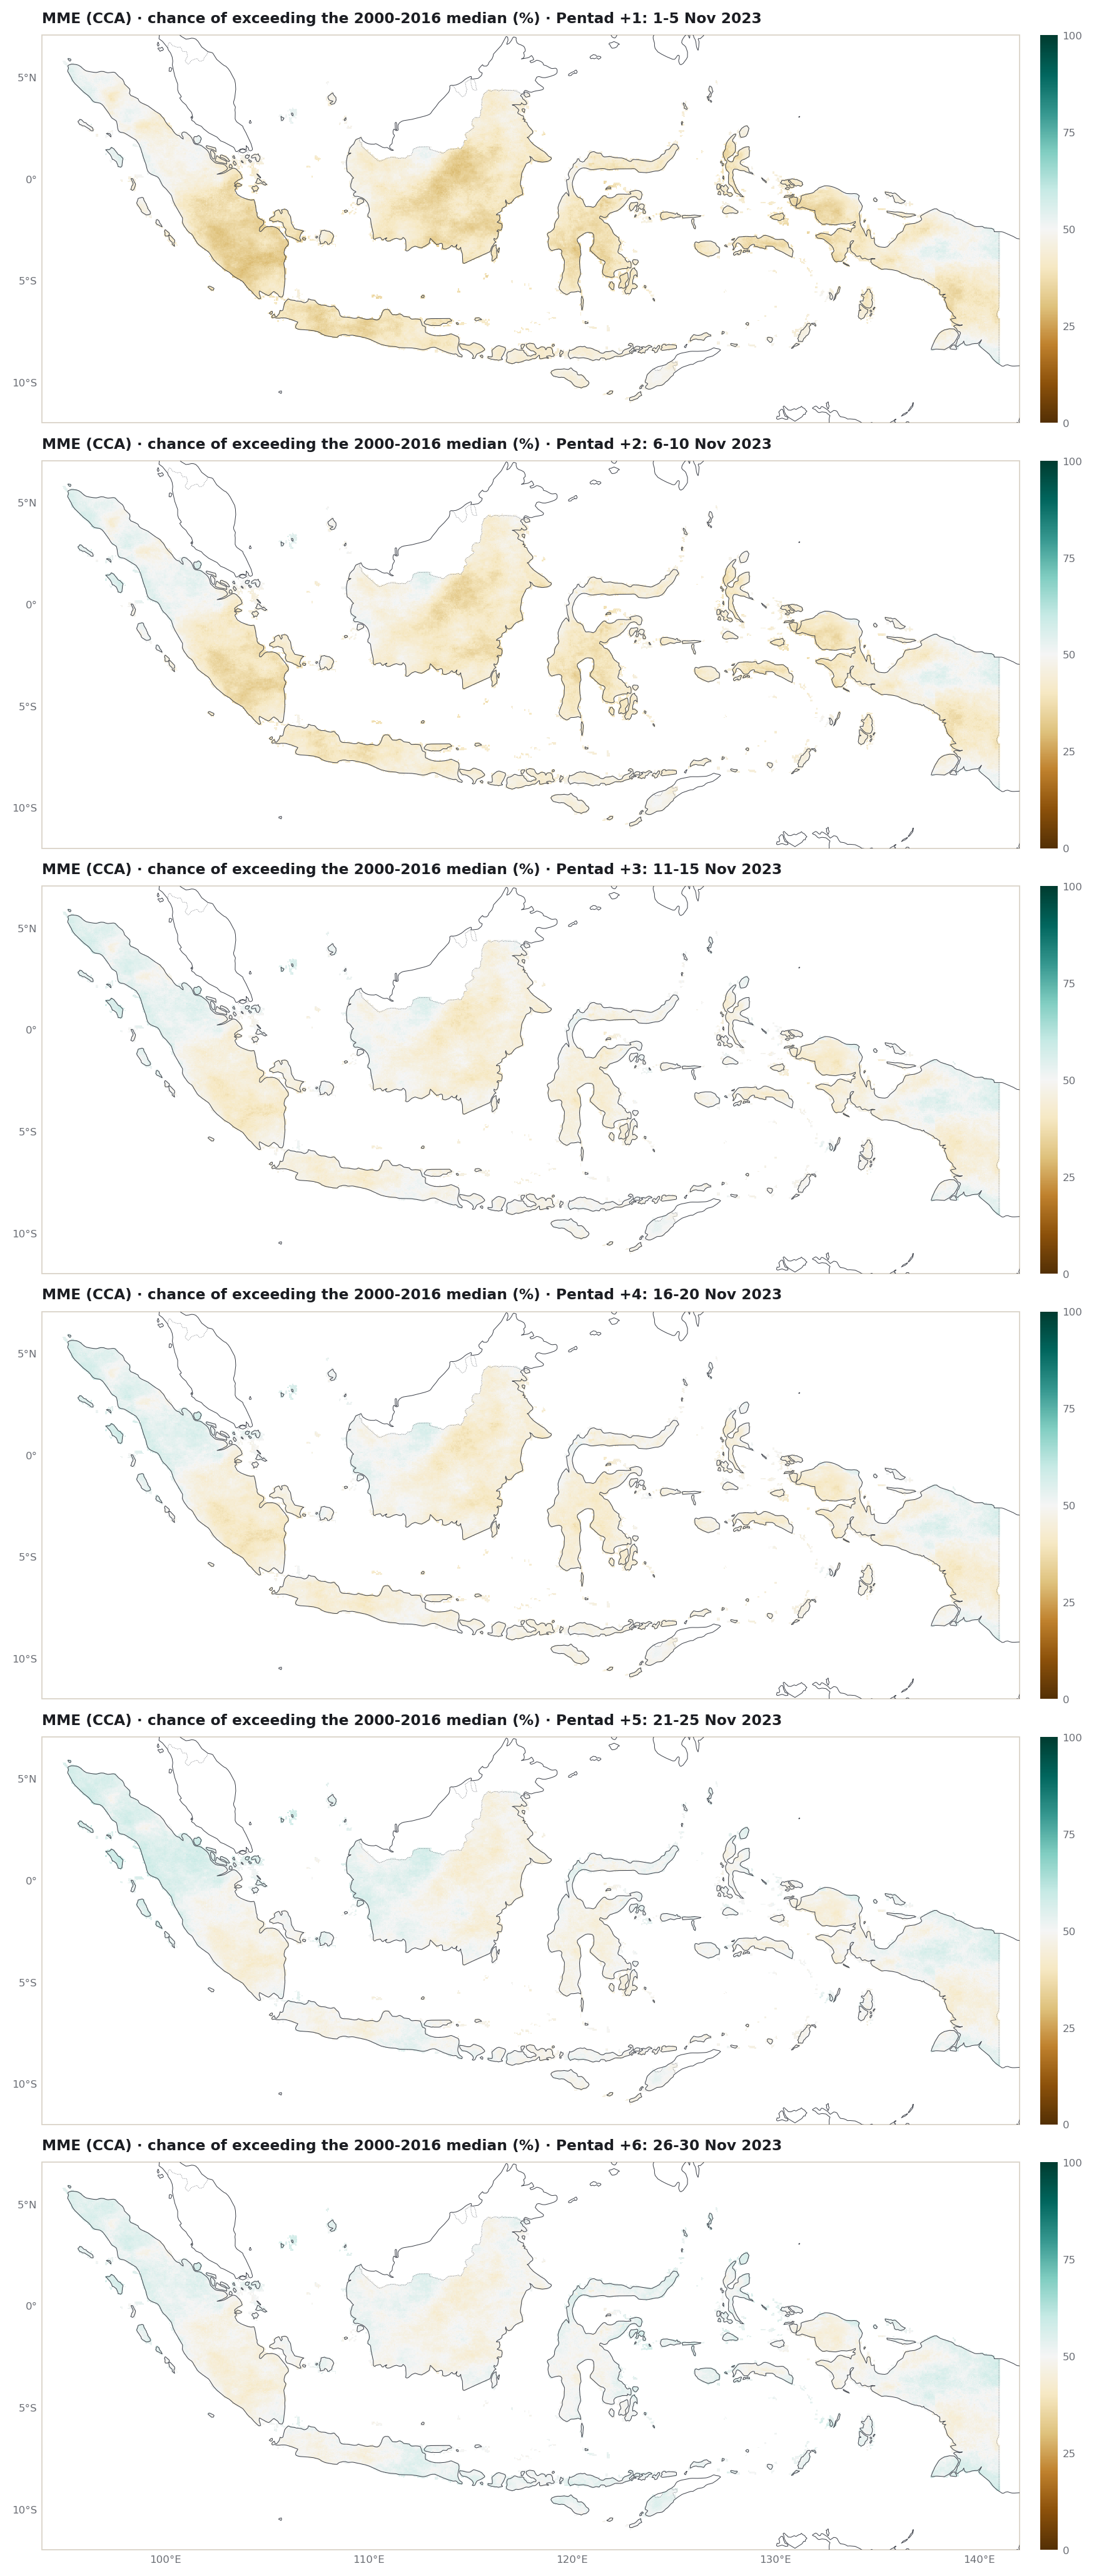 MME (CCA) · chance of exceeding the 2000-2016 median (%) · Pentad +1: 1-5 Nov 2023
100
5°N
75
0°
50
5°S
25
10°S
0
MME (CCA) · chance of exceeding the 2000-2016 median (%) · Pentad +2: 6-10 Nov 2023
100
5°N
75
0°
50
5°S
25
10°S
0
MME (CCA) · chance of exceeding the 2000-2016 median (%) · Pentad +3: 11-15 Nov 2023
100
5°N
75
0°
50
5°S
25
10°S
0
MME (CCA) · chance of exceeding the 2000-2016 median (%) · Pentad +4: 16-20 Nov 2023
100
5°N
75
0°
50
5°S
25
10°S
0
MME (CCA) · chance of exceeding the 2000-2016 median (%) · Pentad +5: 21-25 Nov 2023
100
5°N
75
0°
50
5°S
25
10°S
0
MME (CCA) · chance of exceeding the 2000-2016 median (%) · Pentad +6: 26-30 Nov 2023
100
5°N
75
0°
50
5°S
25
10°S
0
100°E 110°E 120°E 130°E 140°E